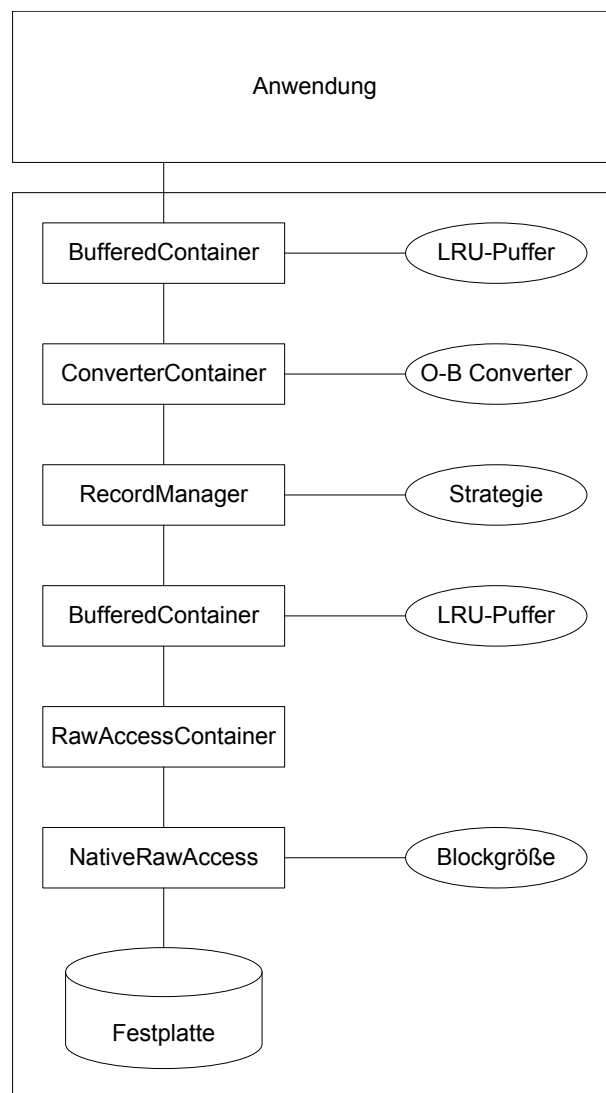 Anwendung
BufferedContainer
LRU-Puffer
ConverterContainer
O-B Converter
RecordManager
Strategie
BufferedContainer
LRU-Puffer
RawAccessContainer
NativeRawAccess
Blockgröße
Festplatte